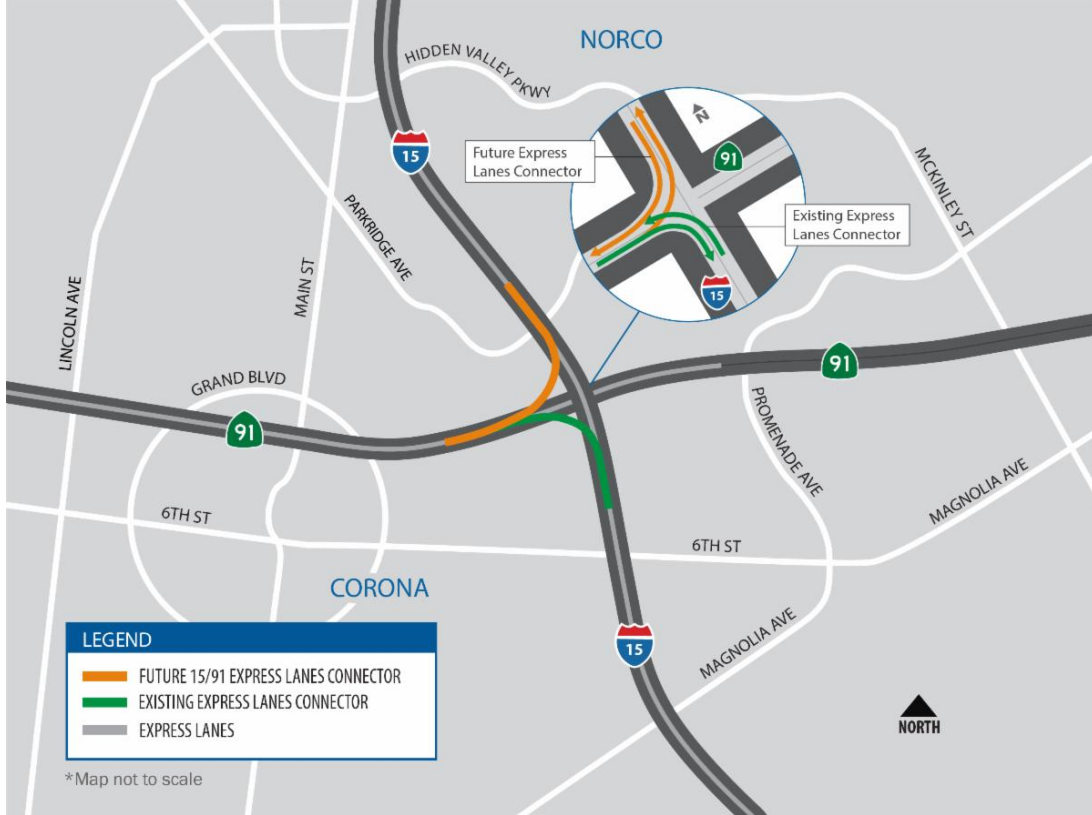 NORCO
HIDDEN VALLEY PKWY
N
15
91
Future Express
Lanes Connector
MCKINLEY ST
PARKRIDGE AVE
Existing Express
Lanes Connector
MAIN ST
LINCOLN AVE
15
91
GRAND BLVD
91
PROMENADE AVE
MAGNOLIA AVE
6TH ST
6TH ST
CORONA
MAGNOLIA AVE
15
LEGEND
FUTURE 15/91 EXPRESS LANES CONNECTOR
EXISTING EXPRESS LANES CONNECTOR
EXPRESS LANES
NORTH
*Map not to scale